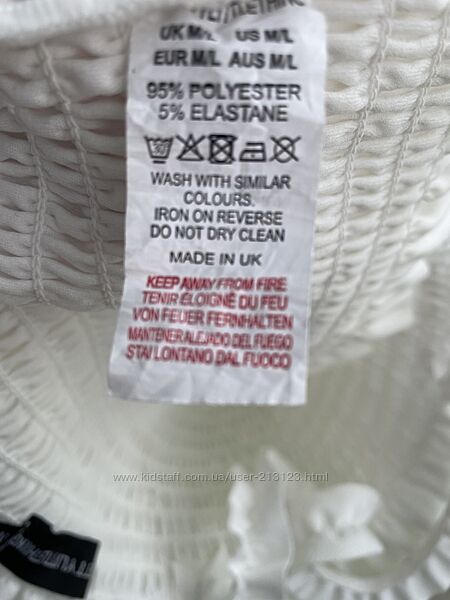 UK M/L US M/L
EUR M/L AUS M/L
95% POLYESTER
5% ELASTANE
30
WASH WITH SIMILAR
COLOURS.
IRON ON REVERSE
DO NOT DRY CLEAN
MADE IN UK
KEEP AWAY FROM FIRE
TENIR ÉLOIGNÉ DU FEU
VON FEUER FERNHALTEN
MANTENER ALEJADO DEL FUEGO
STAI LONTANO DAL FUOCO
www.kidstaff.com.ua/user-213123.html